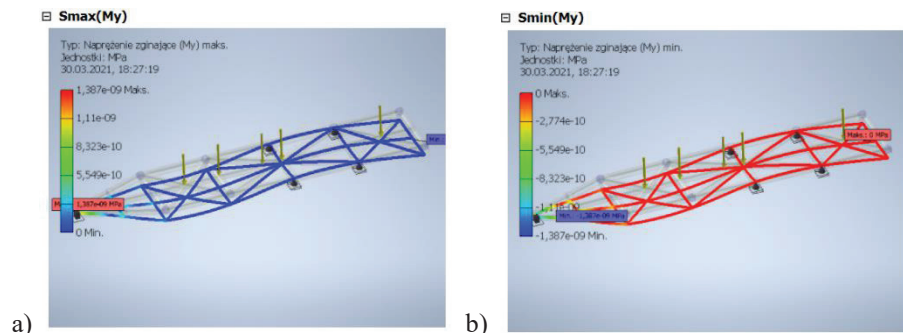 ⊟ Smax(My)
Typ: Naprężenie zginające (My) maks.
Jednostki: MPa
30.03.2021, 18:27:19
1,387e-09 Maks.
1,11e-09
8,323e-10
5,549e-10
1,387e-09 MPa
0 Min.
a)
⊟ Smin(My)
Typ: Naprężenie zginające (My) min.
Jednostki: MPa
30.03.2021, 18:27:19
0 Maks.
Maks.: 0 MPa
-2,774e-10
-5,549e-10
-8,323e-10
-1,387e-09 MPa
-1,387e-09 Min.
b)